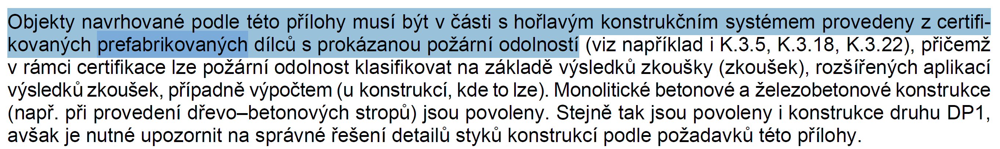 Objekty navrhované podle této přílohy musí být v části s hořlavým konstrukčním systémem provedeny z certifi-
kovaných prefabrikovaných dílců s prokázanou požární odolností (viz například i K.3.5, K.3.18, K.3.22), přičemž
v rámci certifikace lze požární odolnost klasifikovat na základě výsledků zkoušky (zkoušek), rozšířených aplikací
výsledků zkoušek, případně výpočtem (u konstrukcí, kde to lze). Monolitické betonové a železobetonové konstrukce
(např. při provedení dřevo–betonových stropů) jsou povoleny. Stejně tak jsou povoleny i konstrukce druhu DP1,
avšak je nutné upozornit na správné řešení detailů styků konstrukcí podle požadavků této přílohy.